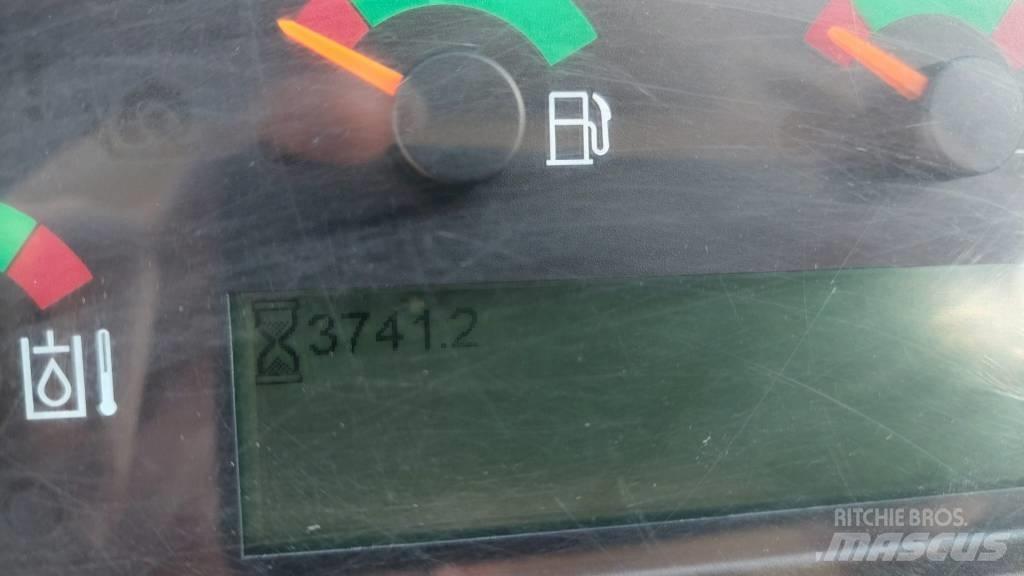 3741.2
RITCHIE BROS.
MASCUS